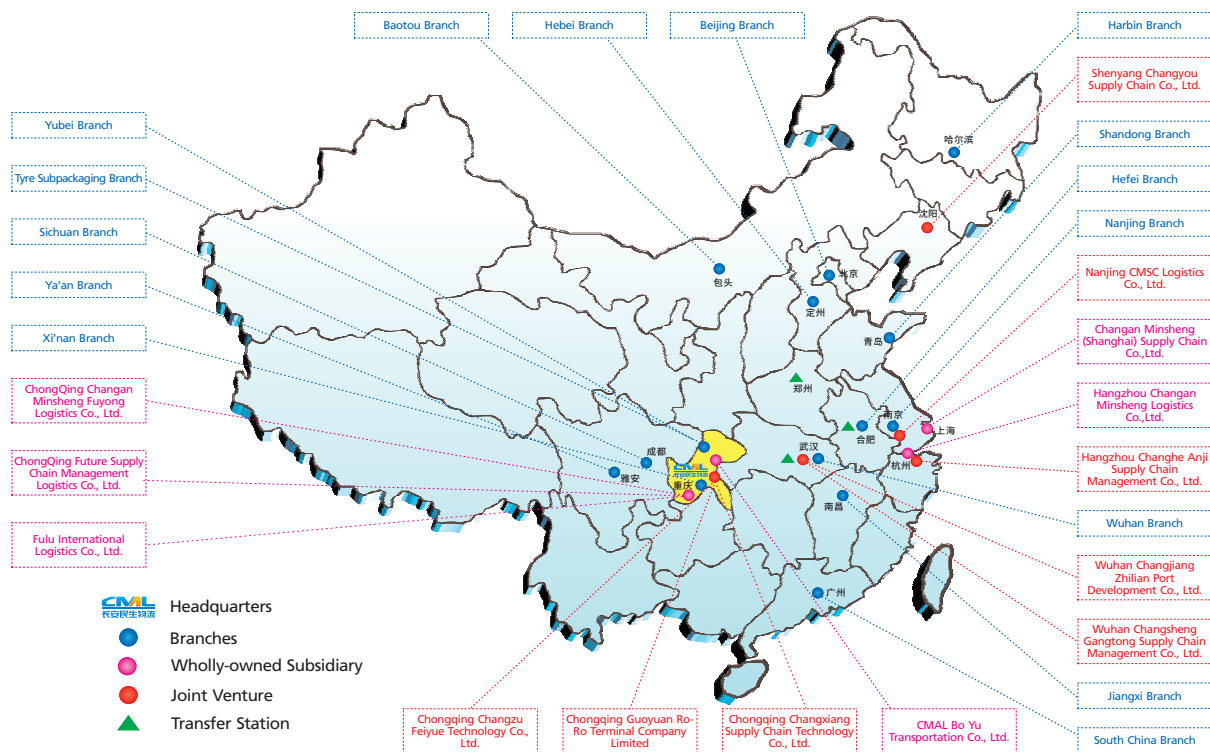 Baotou Branch
Hebei Branch
Beijing Branch
Harbin Branch
Shenyang Changyou
Supply Chain Co., Ltd.
Shandong Branch
Hefei Branch
Nanjing Branch
Nanjing CMSC Logistics
Co., Ltd.
Changan Minsheng
(Shanghai) Supply Chain
Co.,Ltd.
Hangzhou Changan
Minsheng Logistics
Co.,Ltd.
Hangzhou Changhe Anji
Supply Chain
Management Co., Ltd.
Wuhan Branch
Wuhan Changjiang
Zhilian Port
Development Co., Ltd.
Wuhan Changsheng
Gangtong Supply Chain
Management Co., Ltd.
Jiangxi Branch
South China Branch
Yubei Branch
Tyre Subpackaging Branch
Sichuan Branch
Ya'an Branch
Xi'nan Branch
ChongQing Changan
Minsheng Fuyong
Logistics Co., Ltd.
ChongQing Future Supply
Chain Management
Logistics Co., Ltd.
Fulu International
Logistics Co., Ltd.
哈尔滨
沈阳
北京
包头
定州
青岛
郑州
南京
合肥
上海
杭州
武汉
南昌
成都
雅安
CML
长安民生物流
重庆
广州
CML
长安民生物流
Headquarters
Branches
Wholly-owned Subsidiary
Joint Venture
Transfer Station
Chongqing Changzu
Feiyue Technology Co.,
Ltd.
Chongqing Guoyuan Ro-
Ro Terminal Company
Limited
Chongqing Changxiang
Supply Chain Technology
Co., Ltd.
CMAL Bo Yu
Transportation Co., Ltd.